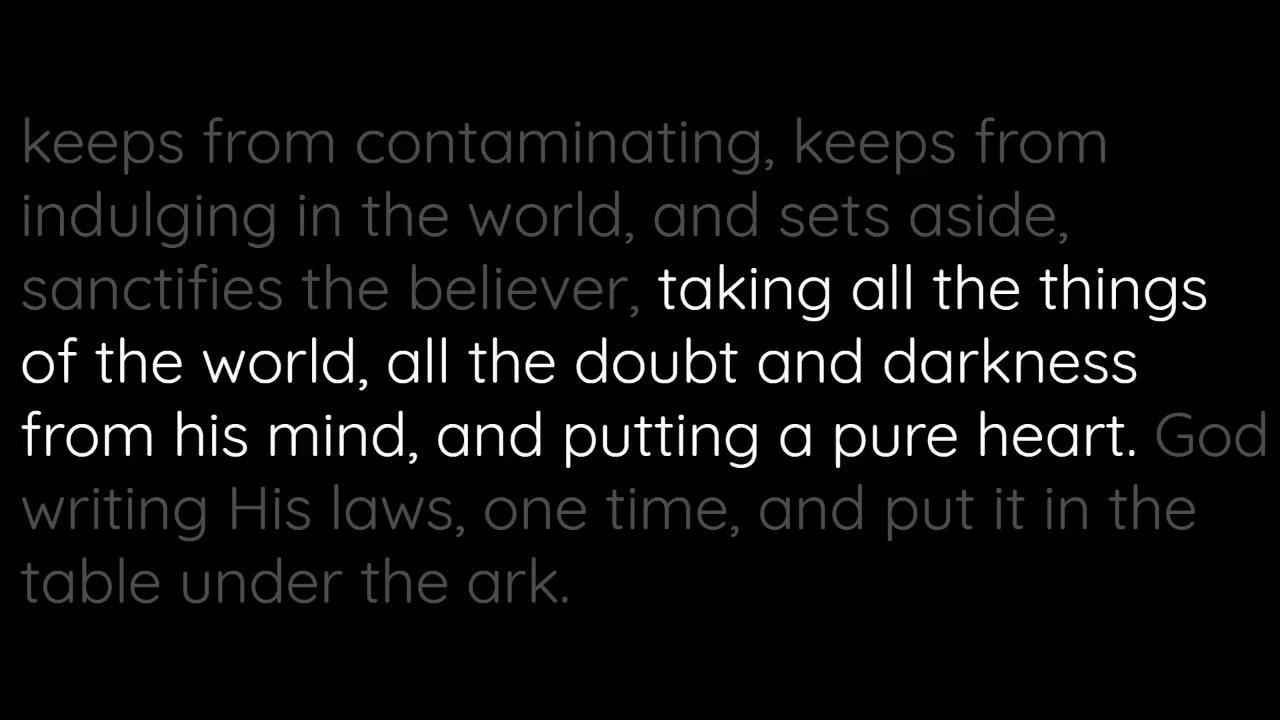 keeps from contaminating, keeps from
indulging in the world, and sets aside,
sanctifies the believer, taking all the things
of the world, all the doubt and darkness
from his mind, and putting a pure heart. God
writing His laws, one time, and put it in the
table under the ark.